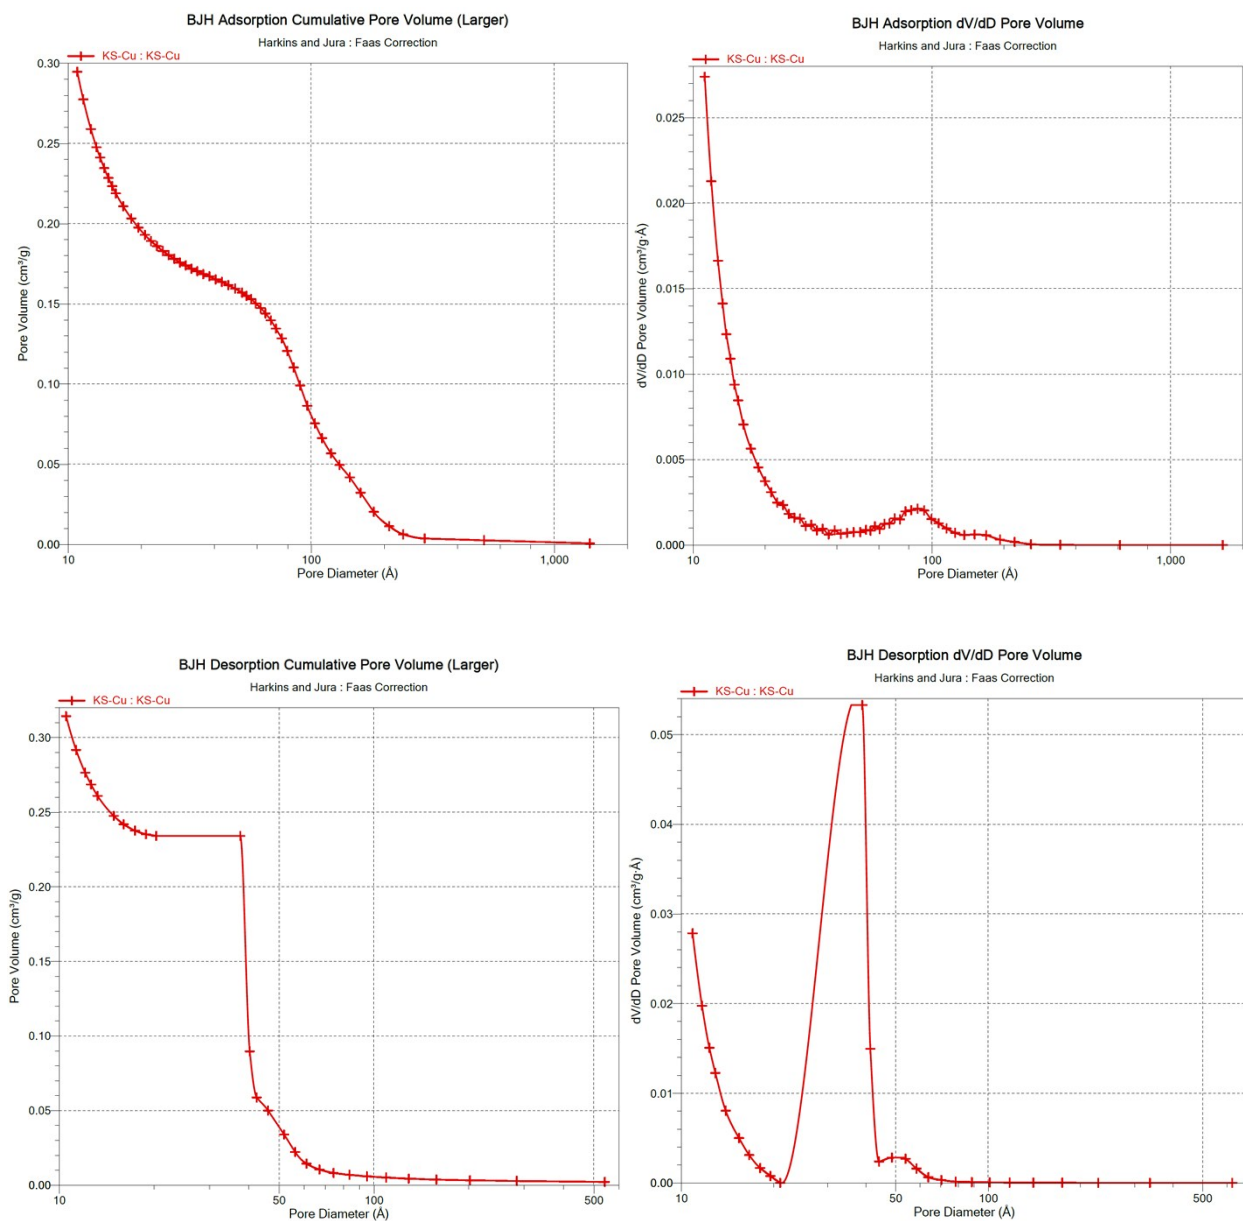 BJH Adsorption Cumulative Pore Volume (Larger)
Harkins and Jura : Faas Correction
KS-Cu : KS-Cu
0.30
0.25
0.20
0.15
0.10
0.05
0.00
Pore Volume (cm³/g)
10
100
1,000
Pore Diameter (Å)
BJH Adsorption dV/dD Pore Volume
Harkins and Jura : Faas Correction
KS-Cu : KS-Cu
0.025
0.020
0.015
0.010
0.005
0.000
dV/dD Pore Volume (cm³/g·Å)
10
100
1,000
Pore Diameter (Å)
BJH Desorption Cumulative Pore Volume (Larger)
Harkins and Jura : Faas Correction
KS-Cu : KS-Cu
0.30
0.25
0.20
0.15
0.10
0.05
0.00
Pore Volume (cm³/g)
10
50
100
500
Pore Diameter (Å)
BJH Desorption dV/dD Pore Volume
Harkins and Jura : Faas Correction
KS-Cu : KS-Cu
0.05
0.04
0.03
0.02
0.01
0.00
dV/dD Pore Volume (cm³/g·Å)
10
50
100
500
Pore Diameter (Å)